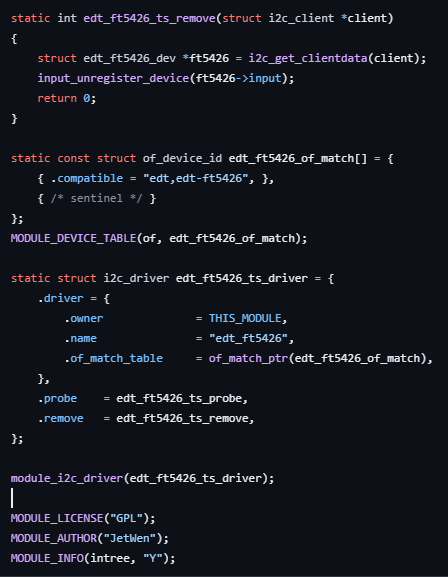 static int edt_ft5426_ts_remove(struct i2c_client *client)
{
    struct edt_ft5426_dev *ft5426 = i2c_get_clientdata(client);
    input_unregister_device(ft5426->input);
    return 0;
}

static const struct of_device_id edt_ft5426_of_match[] = {
    { .compatible = "edt,edt-ft5426", },
    { /* sentinel */ }
};
MODULE_DEVICE_TABLE(of, edt_ft5426_of_match);

static struct i2c_driver edt_ft5426_ts_driver = {
    .driver = {
        .owner              = THIS_MODULE,
        .name               = "edt_ft5426",
        .of_match_table     = of_match_ptr(edt_ft5426_of_match),
    },
    .probe    = edt_ft5426_ts_probe,
    .remove   = edt_ft5426_ts_remove,
};

module_i2c_driver(edt_ft5426_ts_driver);

MODULE_LICENSE("GPL");
MODULE_AUTHOR("JetWen");
MODULE_INFO(intree, "Y");